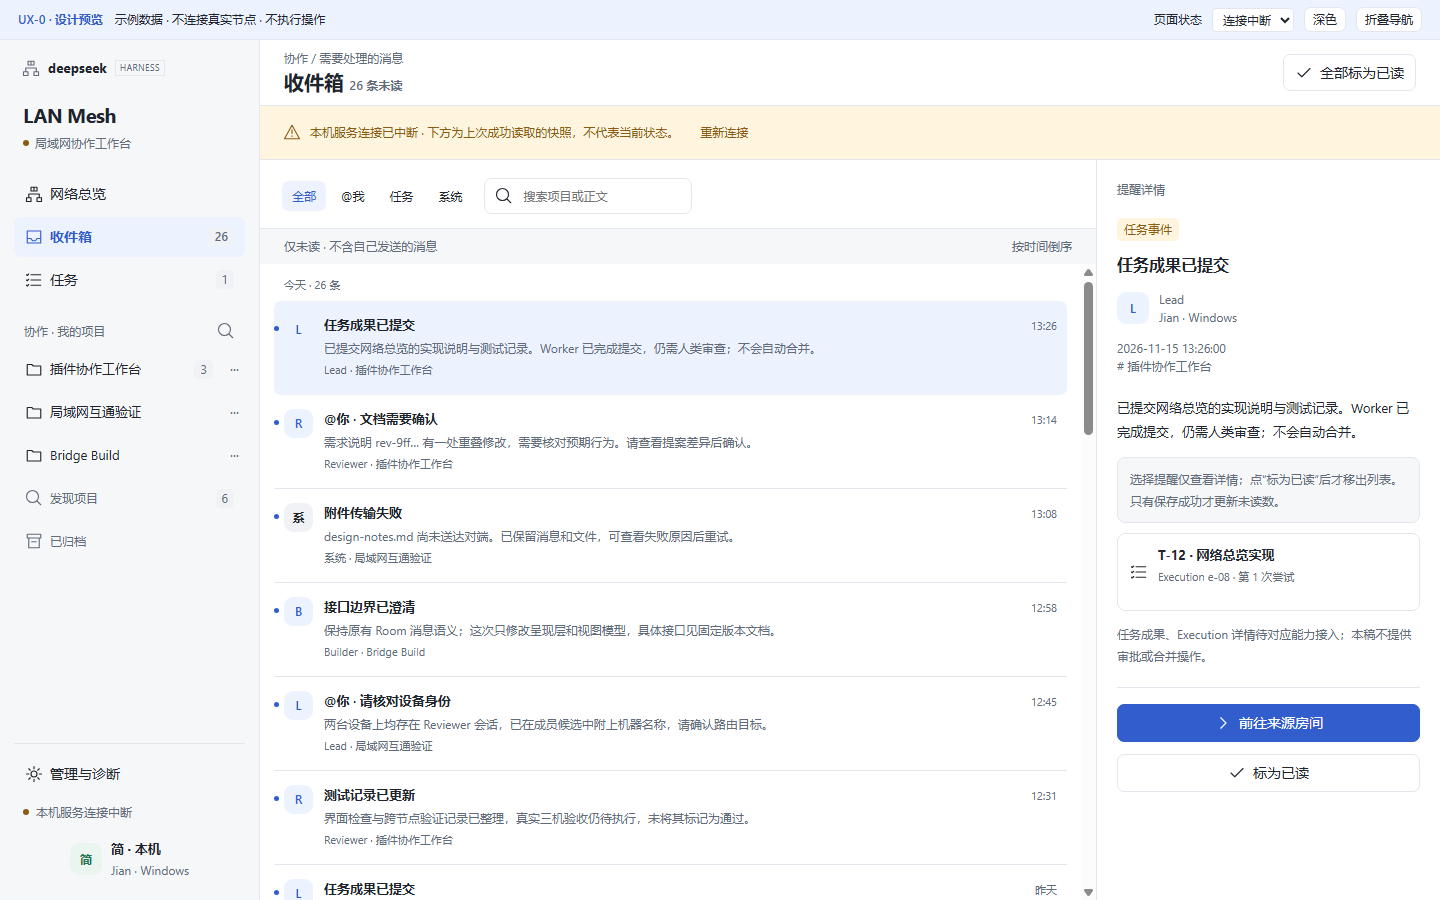 UX-0 · 设计预览 示例数据 · 不连接真实节点 · 不执行操作 页面状态 连接中断 深色 折叠导航
deepseek HARNESS
LAN Mesh
局域网协作工作台
网络总览
收件箱 26
任务 1
协作 · 我的项目
插件协作工作台 3 ···
局域网互通验证 ···
Bridge Build ···
发现项目 6
已归档
管理与诊断
本机服务连接中断
简 简 · 本机
Jian · Windows
协作 / 需要处理的消息
收件箱 26 条未读
全部标为已读
本机服务连接已中断 · 下方为上次成功读取的快照，不代表当前状态。 重新连接
全部 @我 任务 系统 搜索项目或正文
仅未读 · 不含自己发送的消息 按时间倒序
今天 · 26 条
L 任务成果已提交 13:26
已提交网络总览的实现说明与测试记录。Worker 已完成提交，仍需人类审查；不会自动合并。
Lead · 插件协作工作台
R @你 · 文档需要确认 13:14
需求说明 rev-9ff... 有一处重叠修改，需要核对预期行为。请查看提案差异后确认。
Reviewer · 插件协作工作台
系 附件传输失败 13:08
design-notes.md 尚未送达对端。已保留消息和文件，可查看失败原因后重试。
系统 · 局域网互通验证
B 接口边界已澄清 12:58
保持原有 Room 消息语义；这次只修改呈现层和视图模型，具体接口见固定版本文档。
Builder · Bridge Build
L @你 · 请核对设备身份 12:45
两台设备上均存在 Reviewer 会话，已在成员候选中附上机器名称，请确认路由目标。
Lead · 局域网互通验证
R 测试记录已更新 12:31
界面检查与跨节点验证记录已整理，真实三机验收仍待执行，未将其标记为通过。
Reviewer · 插件协作工作台
L 任务成果已提交 昨天
提醒详情
任务事件
任务成果已提交
L Lead
Jian · Windows
2026-11-15 13:26:00
# 插件协作工作台
已提交网络总览的实现说明与测试记录。Worker 已
完成提交，仍需人类审查；不会自动合并。
选择提醒仅查看详情；点“标为已读”后才移出列表。
只有保存成功才更新未读数。
T-12 · 网络总览实现
Execution e-08 · 第 1 次尝试
任务成果、Execution 详情待对应能力接入；本稿不提供
审批或合并操作。
前往来源房间
标为已读